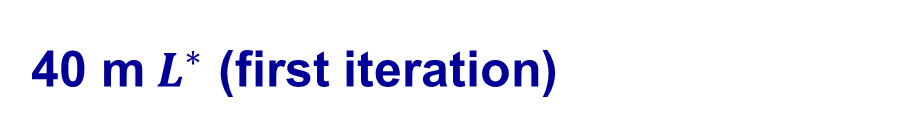 40 m L* (first iteration)